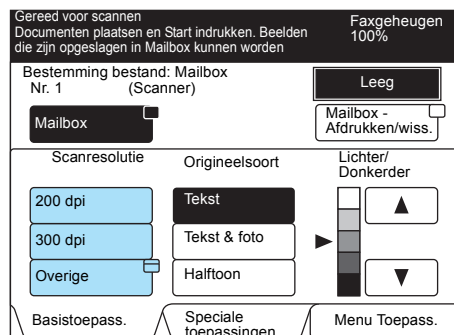 Gereed voor scannen
Documenten plaatsen en Start indrukken. Beelden
die zijn opgeslagen in Mailbox kunnen worden
Faxgeheugen
100%
Bestemming bestand: Mailbox
Nr. 1 (Scanner)
Leeg
Mailbox
Mailbox -
Afdrukken/wiss.
Scanresolutie
Origineelsoort
Lichter/
Donkerder
200 dpi
Tekst
300 dpi
Tekst & foto
Overige
Halftoon
Basistoepass.
Speciale
toepassingen
Menu Toepass.